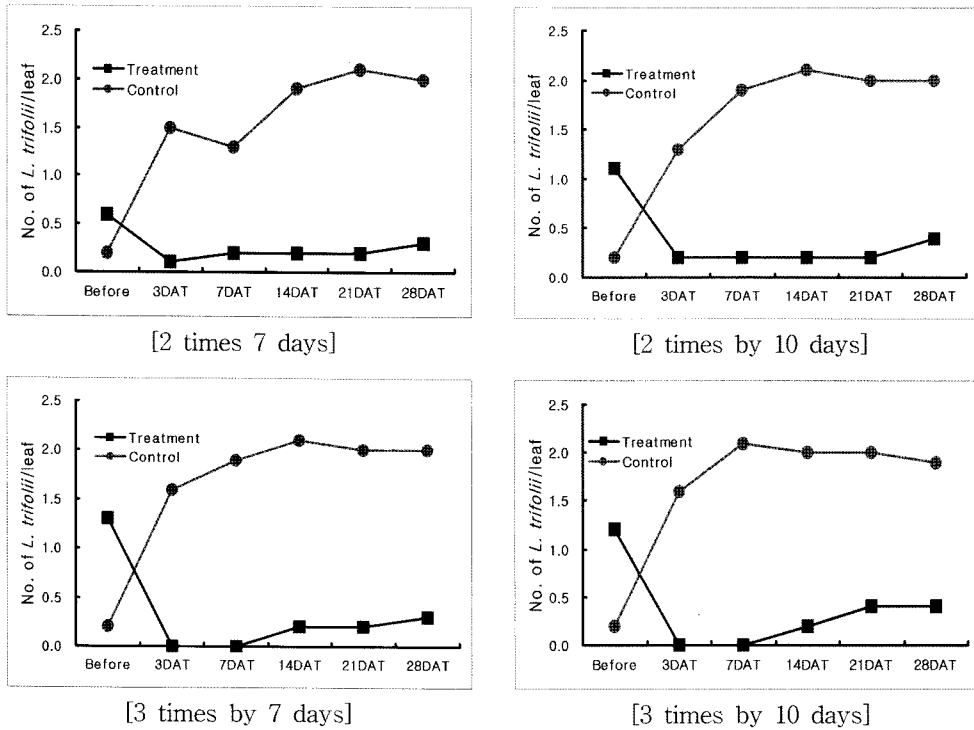 2.5
2.0
1.5
1.0
0.5
0.0
No. of L. trifolii/leaf
Treatment
Control
Before 3DAT 7DAT 14DAT 21DAT 28DAT
[2 times 7 days]
2.5
2.0
1.5
1.0
0.5
0.0
No. of L. trifolii/leaf
Treatment
Control
Before 3DAT 7DAT 14DAT 21DAT 28DAT
[2 times by 10 days]
2.5
2.0
1.5
1.0
0.5
0.0
No. of L. trifolii/leaf
Treatment
Control
Before 3DAT 7DAT 14DAT 21DAT 28DAT
[3 times by 7 days]
2.5
2.0
1.5
1.0
0.5
0.0
No. of L. trifolii/leaf
Treatment
Control
Before 3DAT 7DAT 14DAT 21DAT 28DAT
[3 times by 10 days]